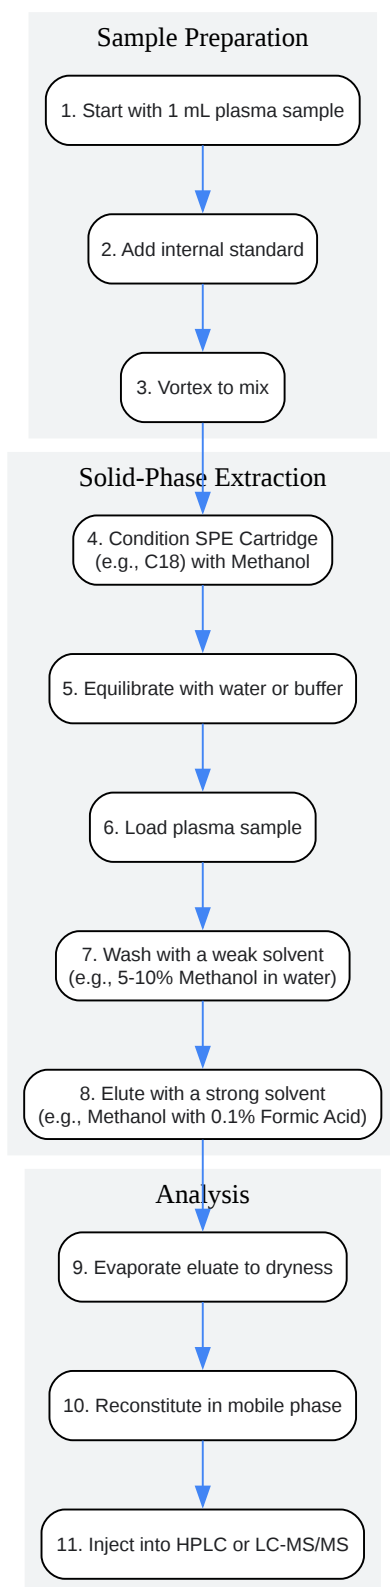 Sample Preparation
1. Start with 1 mL plasma sample
2. Add internal standard
3. Vortex to mix
Solid-Phase Extraction
4. Condition SPE Cartridge
(e.g., C18) with Methanol
5. Equilibrate with water or buffer
6. Load plasma sample
7. Wash with a weak solvent
(e.g., 5-10% Methanol in water)
8. Elute with a strong solvent
(e.g., Methanol with 0.1% Formic Acid)
Analysis
9. Evaporate eluate to dryness
10. Reconstitute in mobile phase
11. Inject into HPLC or LC-MS/MS